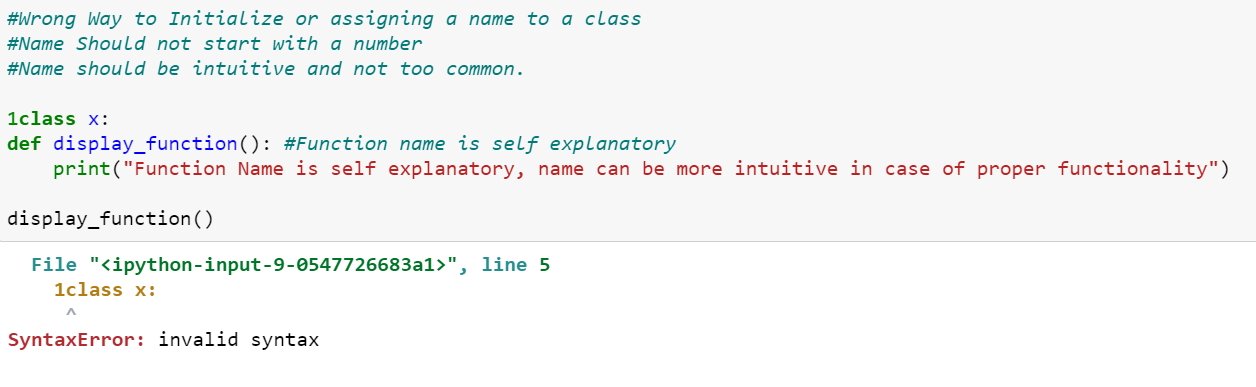 #Wrong Way to Initialize or assigning a name to a class
#Name Should not start with a number
#Name should be intuitive and not too common.
1class x:
def display_function(): #Function name is self explanatory
print("Function Name is self explanatory, name can be more intuitive in case of proper functionality")
display_function()
File "<ipython-input-9-0547726683a1>", line 5
1class x:
^
SyntaxError: invalid syntax